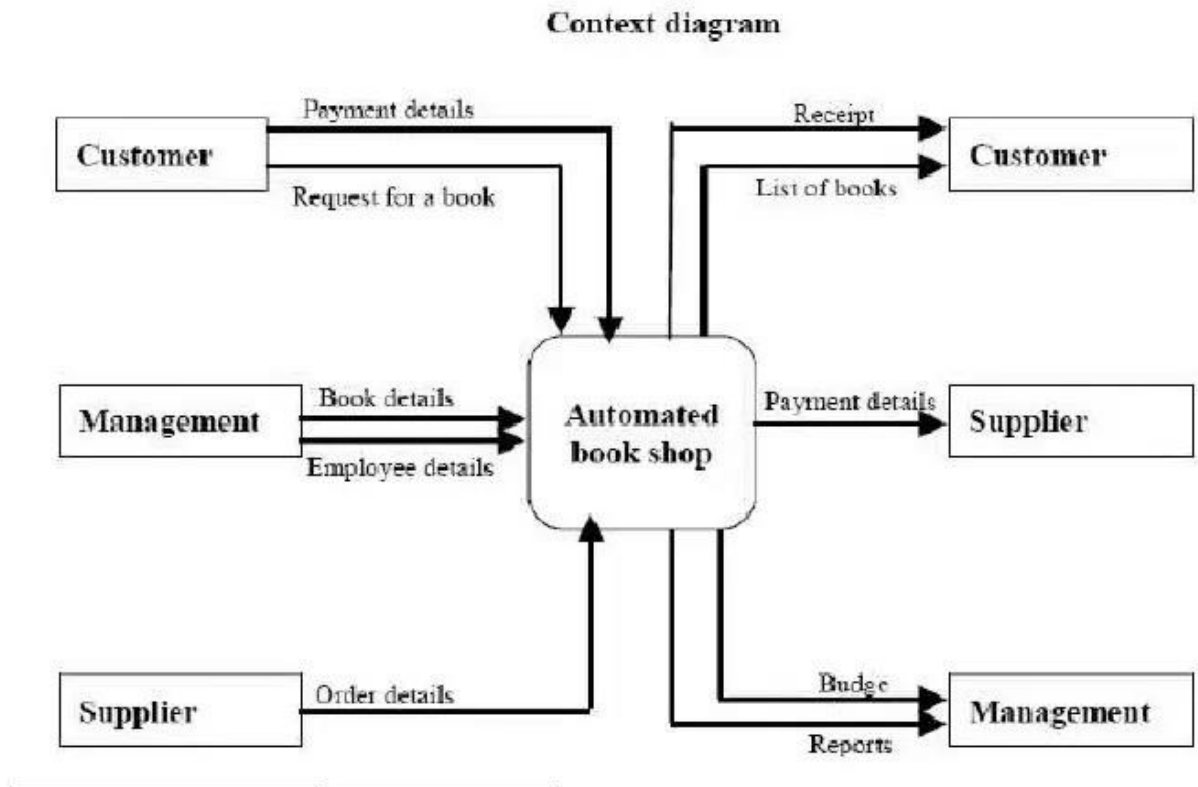 Context diagram
Payment details
Receipt
Customer
Customer
Request for a book
List of books
Book details
Payment details
Management
Automated
book shop
Supplier
Employee details
Order details
Budge
Supplier
Management
Reports